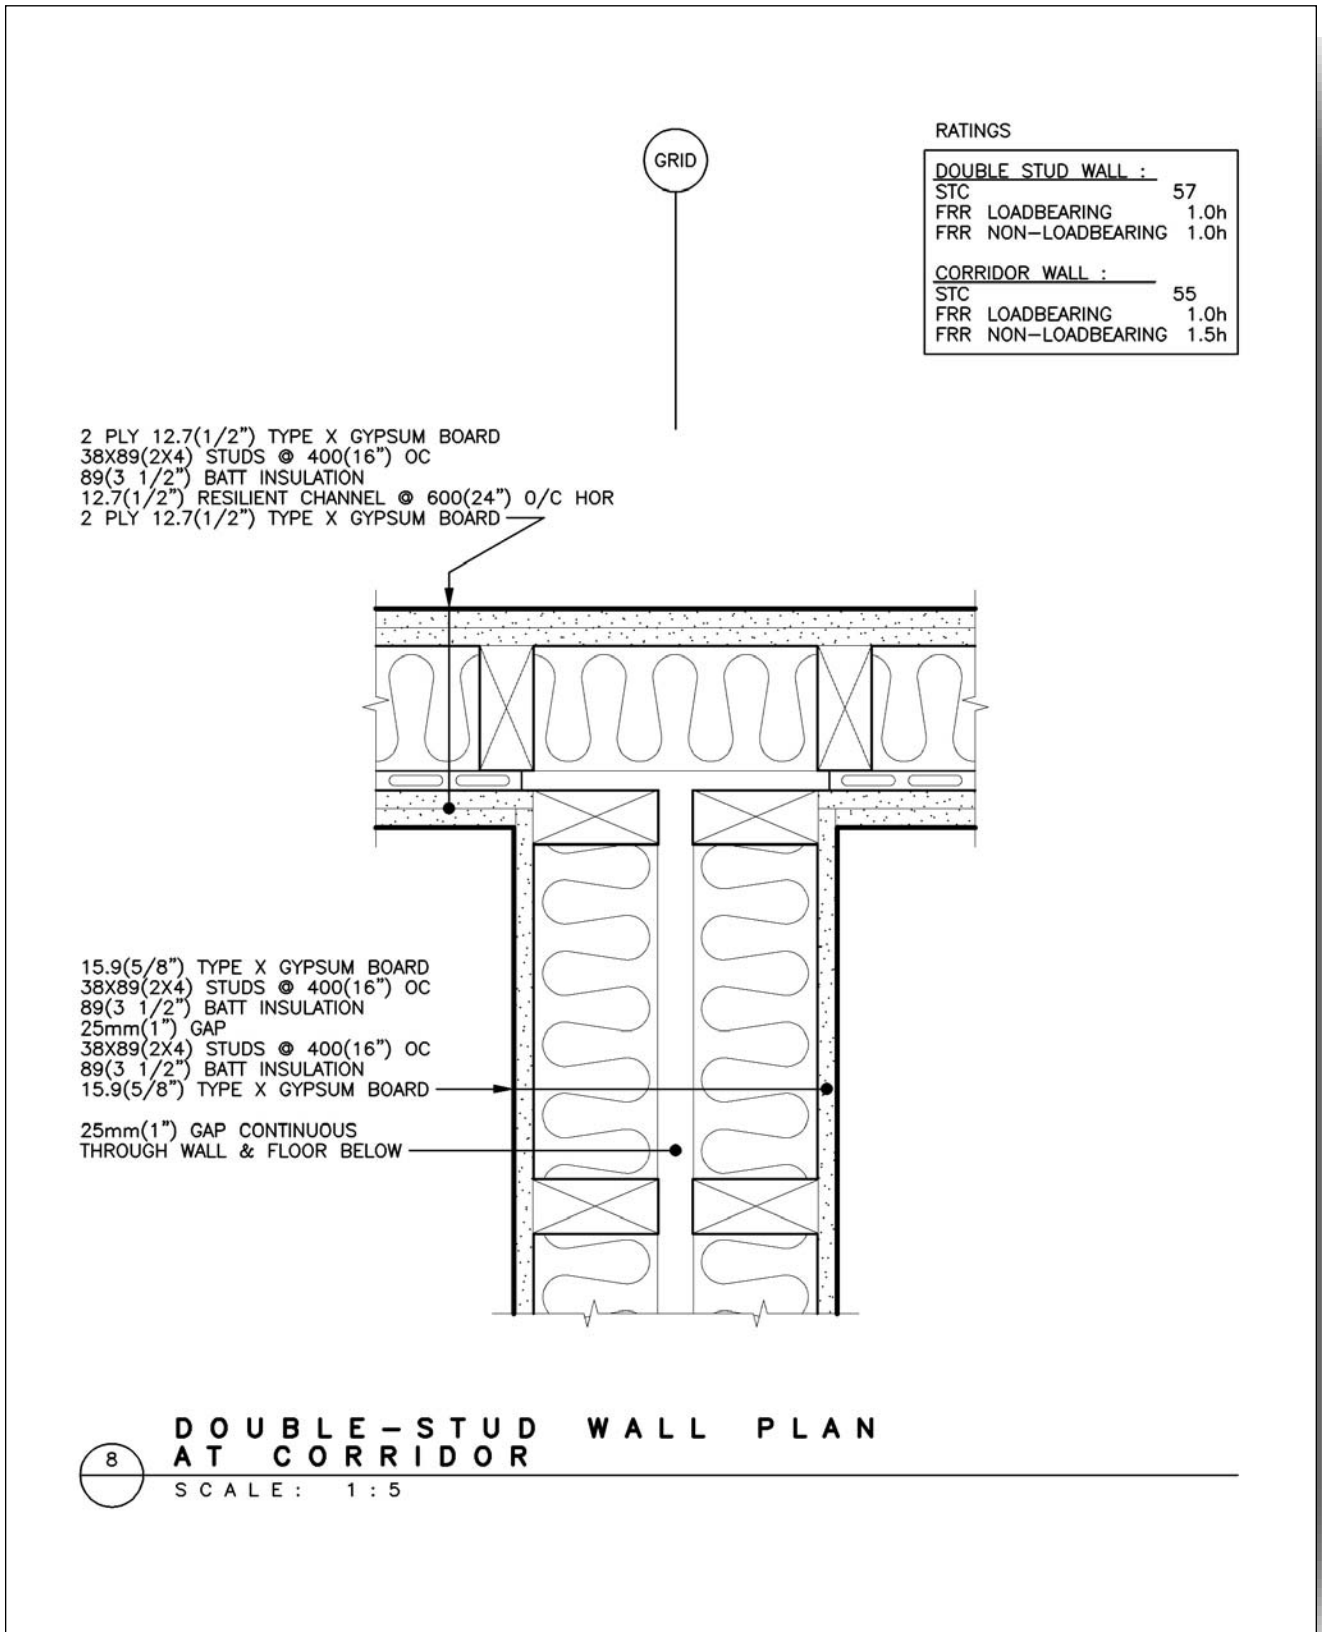 GRID
RATINGS
DOUBLE STUD WALL :
STC 57
FRR LOADBEARING 1.0h
FRR NON-LOADBEARING 1.0h
CORRIDOR WALL :
STC 55
FRR LOADBEARING 1.0h
FRR NON-LOADBEARING 1.5h
2 PLY 12.7(1/2") TYPE X GYPSUM BOARD
38X89(2X4) STUDS @ 400(16") OC
89(3 1/2") BATT INSULATION
12.7(1/2") RESILIENT CHANNEL @ 600(24") O/C HOR
2 PLY 12.7(1/2") TYPE X GYPSUM BOARD
15.9(5/8") TYPE X GYPSUM BOARD
38X89(2X4) STUDS @ 400(16") OC
89(3 1/2") BATT INSULATION
25mm(1") GAP
38X89(2X4) STUDS @ 400(16") OC
89(3 1/2") BATT INSULATION
15.9(5/8") TYPE X GYPSUM BOARD
25mm(1") GAP CONTINUOUS
THROUGH WALL & FLOOR BELOW
8
DOUBLE-STUD WALL PLAN
AT CORRIDOR
SCALE: 1:5